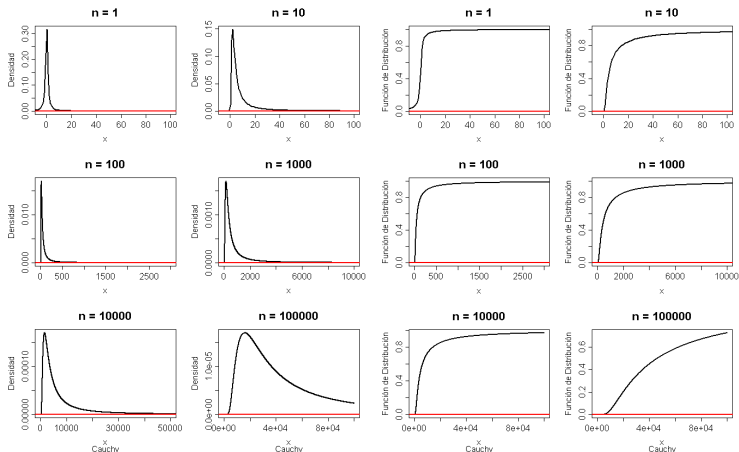 n = 1
n = 10
n = 1
n = 10
Densidad
0.00 0.10 0.20 0.30
0 20 40 60 80 100
x
Densidad
0.00 0.05 0.10 0.15
0 20 40 60 80 100
x
Función de Distribución
0.0 0.4 0.8
0 20 40 60 80 100
x
Función de Distribución
0.0 0.4 0.8
0 20 40 60 80 100
x
n = 100
n = 1000
n = 100
n = 1000
Densidad
0.000 0.010
0 500 1500 2500
x
Densidad
0.0000 0.0010
0 2000 4000 6000 8000 10000
x
Función de Distribución
0.0 0.4 0.8
0 500 1500 2500
x
Función de Distribución
0.0 0.4 0.8
0 2000 4000 6000 10000
x
n = 10000
n = 100000
n = 10000
n = 100000
Densidad
0.00000 0.00010
0 10000 30000 50000
x
Cauchy
Densidad
0.0e+00 1.0e-05
0e+00 4e+04 8e+04
x
Cauchy
Función de Distribución
0.0 0.4 0.8
0e+00 4e+04 8e+04
x
Cauchy
Función de Distribución
0.0 0.4 0.8
0e+00 4e+04 8e+04
x
Cauchy